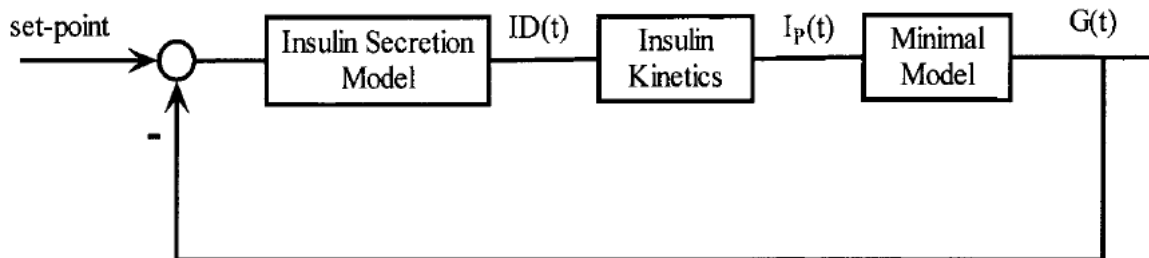 set-point
Insulin Secretion
Model
ID(t)
Insulin
Kinetics
I_P(t)
Minimal
Model
G(t)
-